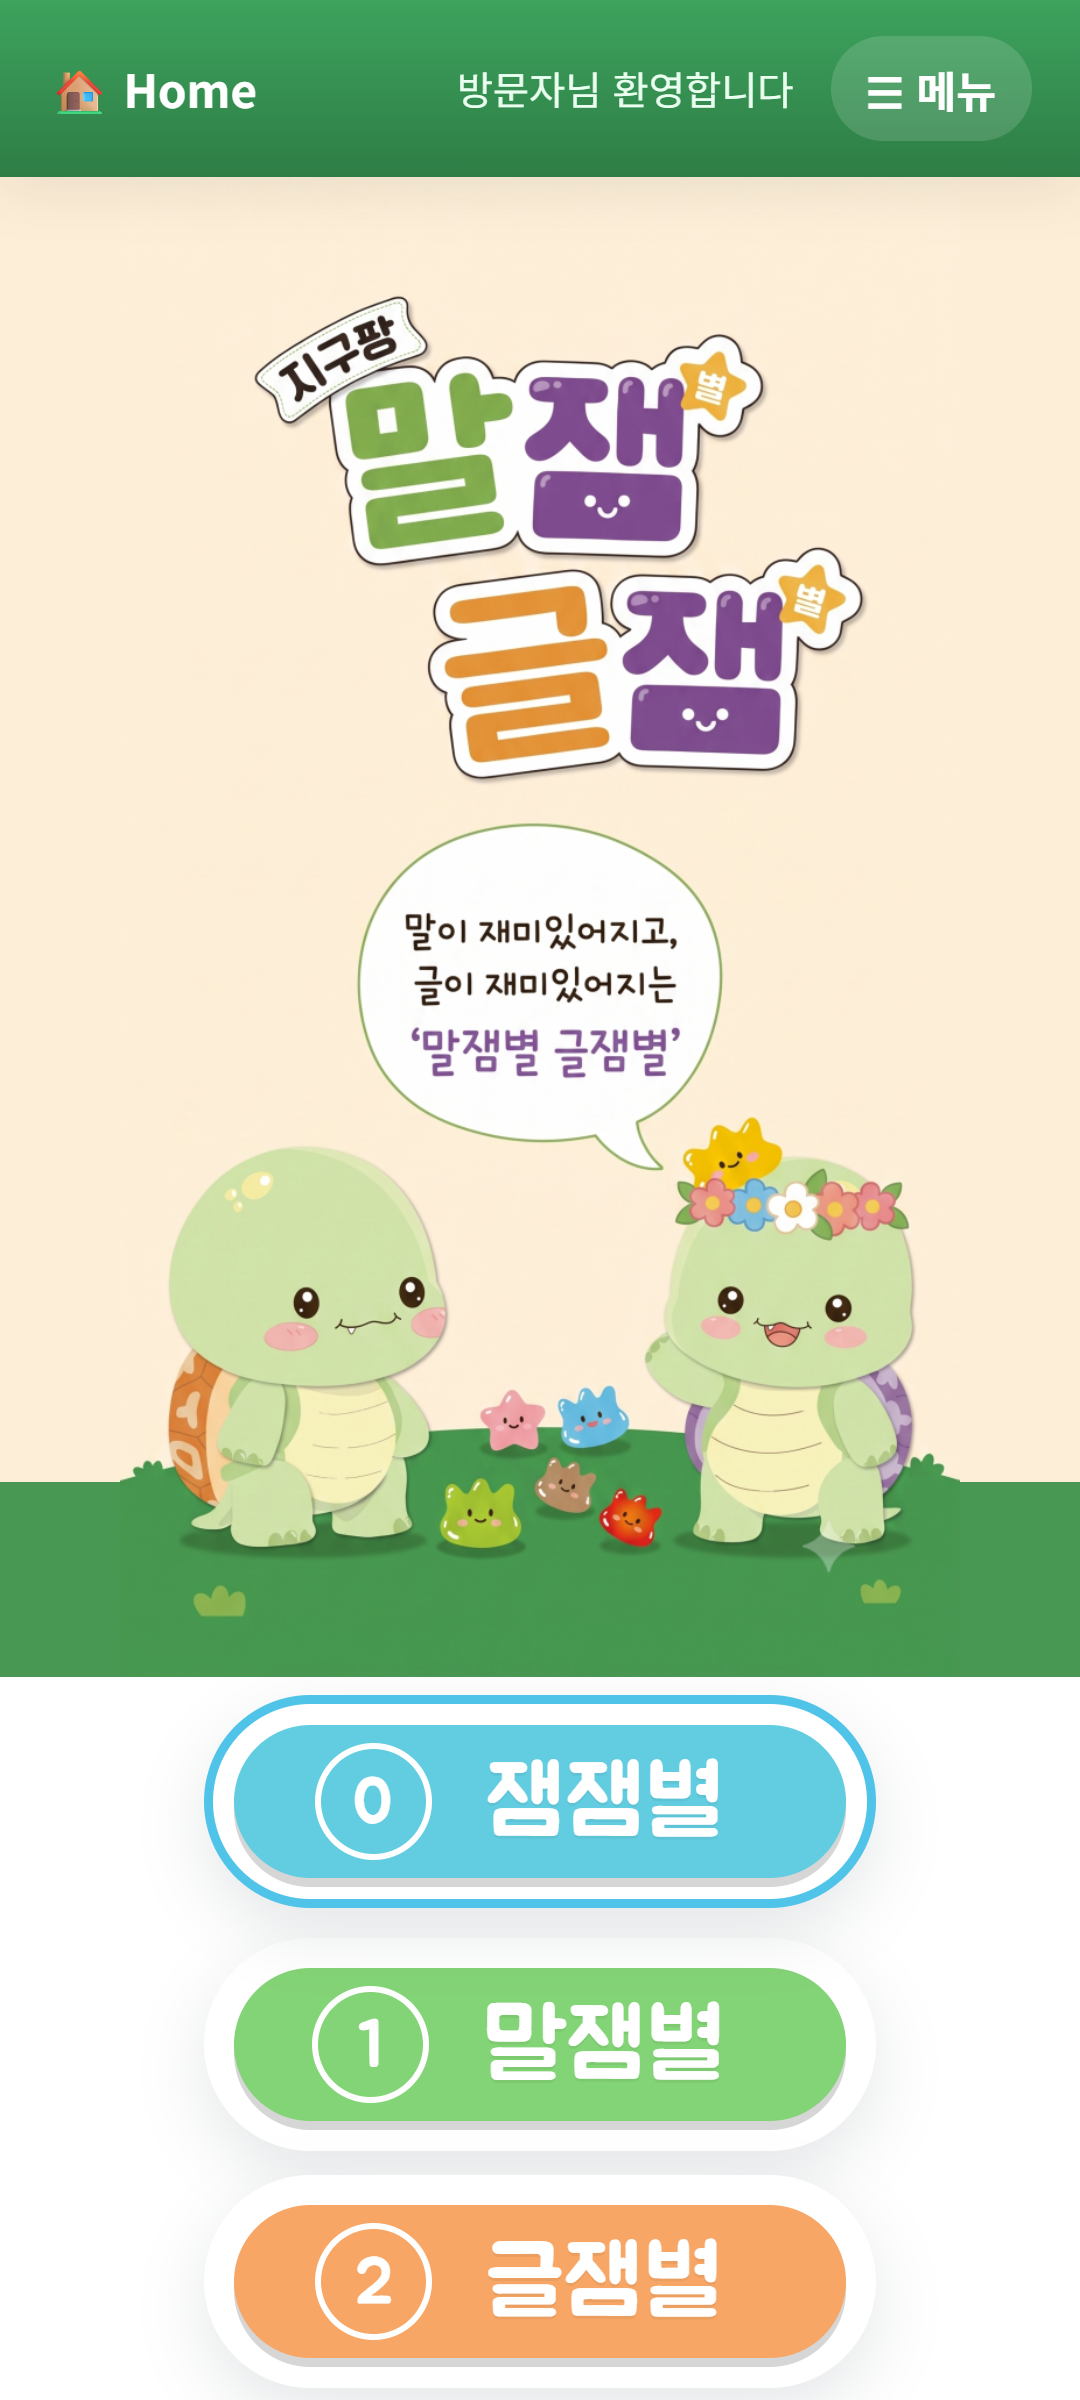 🏠 Home
방문자님 환영합니다
☰ 메뉴
지구팡
말잼별
글잼별
말이 재미있어지고,
글이 재미있어지는
‘말잼별 글잼별’
0 잼잼별
1 말잼별
2 글잼별